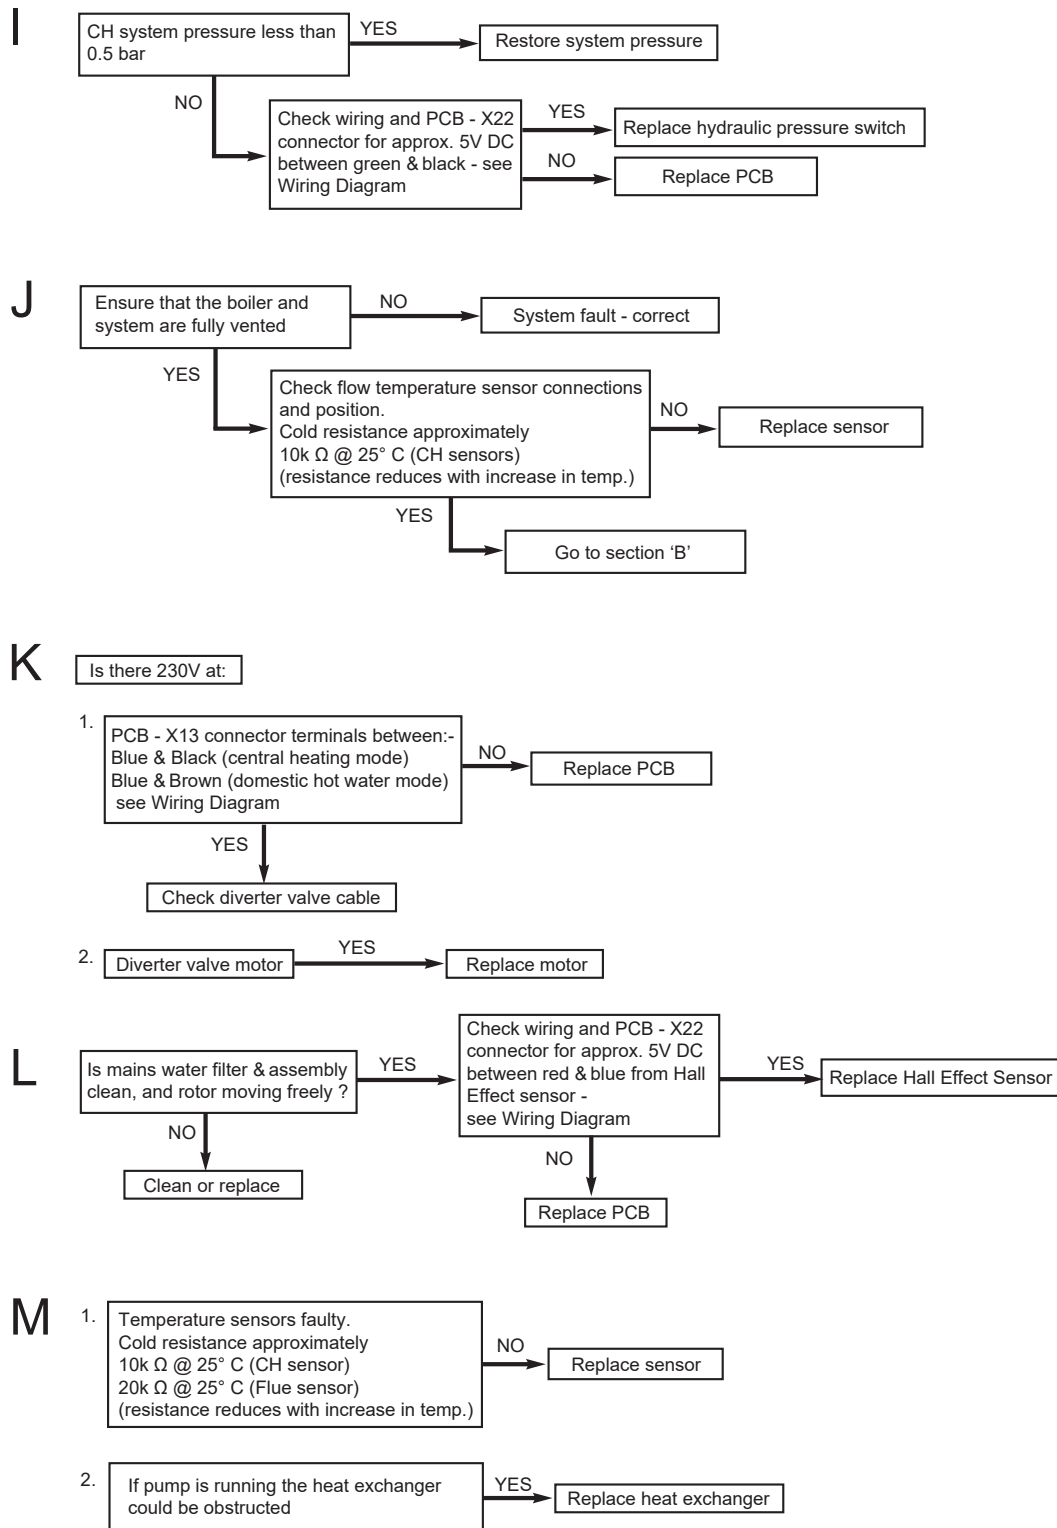 I
CH system pressure less than
0.5 bar
YES
Restore system pressure
NO
Check wiring and PCB - X22
connector for approx. 5V DC
between green & black - see
Wiring Diagram
YES
Replace hydraulic pressure switch
NO
Replace PCB
J
Ensure that the boiler and
system are fully vented
NO
System fault - correct
YES
Check flow temperature sensor connections
and position.
Cold resistance approximately
10k Ω @ 25° C (CH sensors)
(resistance reduces with increase in temp.)
NO
Replace sensor
YES
Go to section ‘B’
K
Is there 230V at:
1.
PCB - X13 connector terminals between:-
Blue & Black (central heating mode)
Blue & Brown (domestic hot water mode)
see Wiring Diagram
NO
Replace PCB
YES
Check diverter valve cable
2.
Diverter valve motor
YES
Replace motor
L
Is mains water filter & assembly
clean, and rotor moving freely ?
YES
Check wiring and PCB - X22
connector for approx. 5V DC
between red & blue from Hall
Effect sensor -
see Wiring Diagram
YES
Replace Hall Effect Sensor
NO
Clean or replace
NO
Replace PCB
M
1.
Temperature sensors faulty.
Cold resistance approximately
10k Ω @ 25° C (CH sensor)
20k Ω @ 25° C (Flue sensor)
(resistance reduces with increase in temp.)
NO
Replace sensor
2.
If pump is running the heat exchanger
could be obstructed
YES
Replace heat exchanger